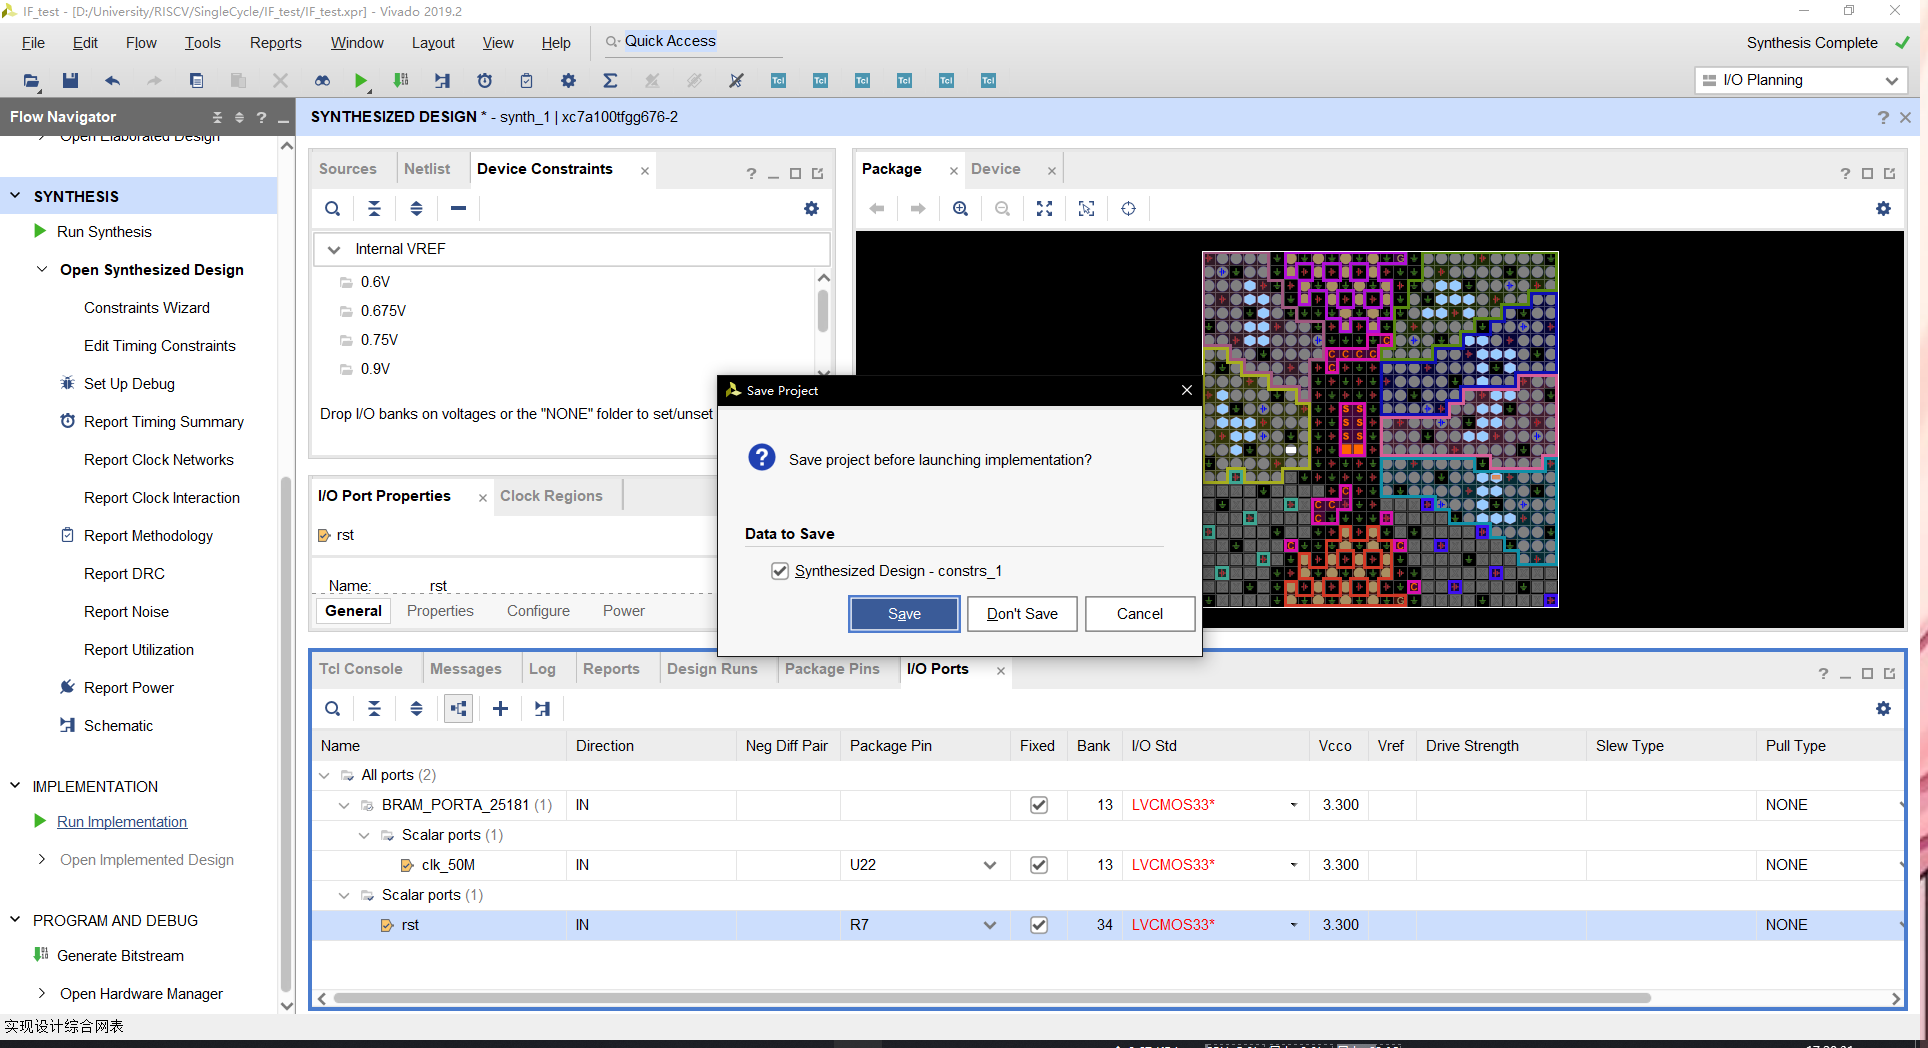 IF_test - [D:/University/RISCV/SingleCycle/IF_test/IF_test.xpr] - Vivado 2019.2
File Edit Flow Tools Reports Window Layout View Help Quick Access
Synthesis Complete
Tcl Tcl Tcl Tcl Tcl Tcl
I/O Planning
Flow Navigator
SYNTHESIZED DESIGN * - synth_1 | xc7a100tfgg676-2
Open Elaborated Design
SYNTHESIS
Run Synthesis
Open Synthesized Design
Constraints Wizard
Edit Timing Constraints
Set Up Debug
Report Timing Summary
Report Clock Networks
Report Clock Interaction
Report Methodology
Report DRC
Report Noise
Report Utilization
Report Power
Schematic
IMPLEMENTATION
Run Implementation
Open Implemented Design
PROGRAM AND DEBUG
Generate Bitstream
Open Hardware Manager
Sources Netlist Device Constraints
Internal VREF
0.6V
0.675V
0.75V
0.9V
Drop I/O banks on voltages or the "NONE" folder to set/unset
Package Device
I/O Port Properties Clock Regions
rst
Name: rst
General Properties Configure Power
Save Project
Save project before launching implementation?
Data to Save
Synthesized Design - constrs_1
Save Don't Save Cancel
Tcl Console Messages Log Reports Design Runs Package Pins I/O Ports
Name Direction Neg Diff Pair Package Pin Fixed Bank I/O Std Vcco Vref Drive Strength Slew Type Pull Type
All ports (2)
BRAM_PORTA_25181 (1) IN 13 LVCMOS33* 3.300 NONE
Scalar ports (1)
clk_50M IN U22 13 LVCMOS33* 3.300 NONE
Scalar ports (1)
rst IN R7 34 LVCMOS33* 3.300 NONE
实现设计综合网表